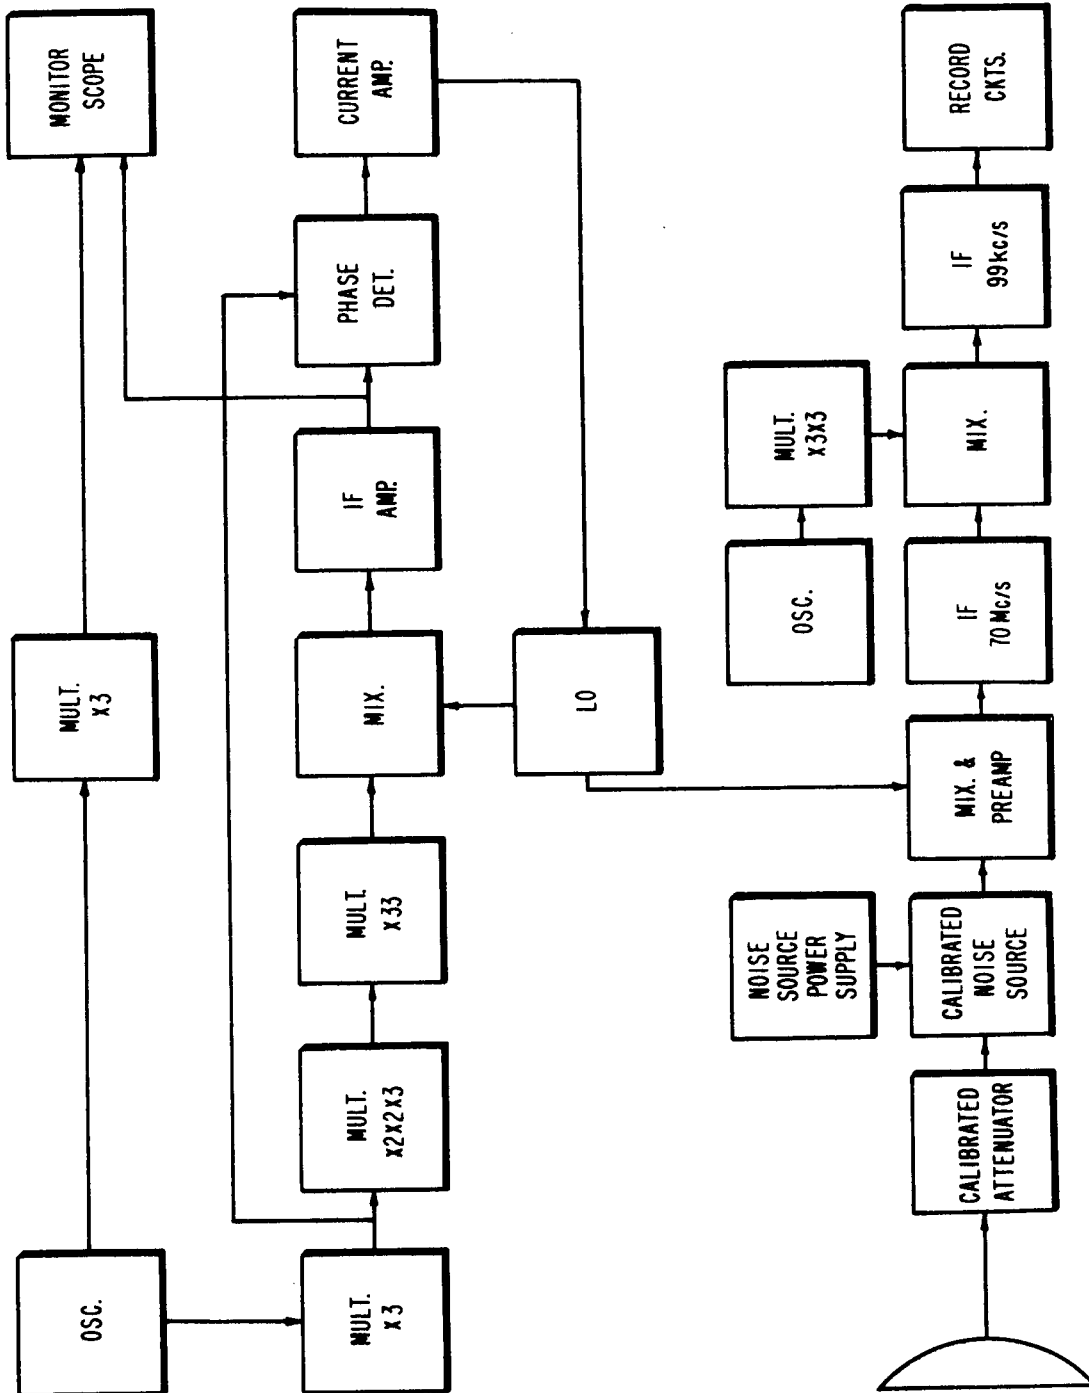 OSC.
MULT.
X3
MONITOR
SCOPE
MULT.
X3
MULT.
X2X2X3
MULT.
X33
MIX.
IF
AMP.
PHASE
DET.
CURRENT
AMP.
LO
NOISE
SOURCE
POWER
SUPPLY
OSC.
MULT.
X3X3
CALIBRATED
ATTENUATOR
CALIBRATED
NOISE
SOURCE
MIX. &
PREAMP
IF
70 Mc/s
MIX.
IF
99kc/s
RECORD
CKTS.